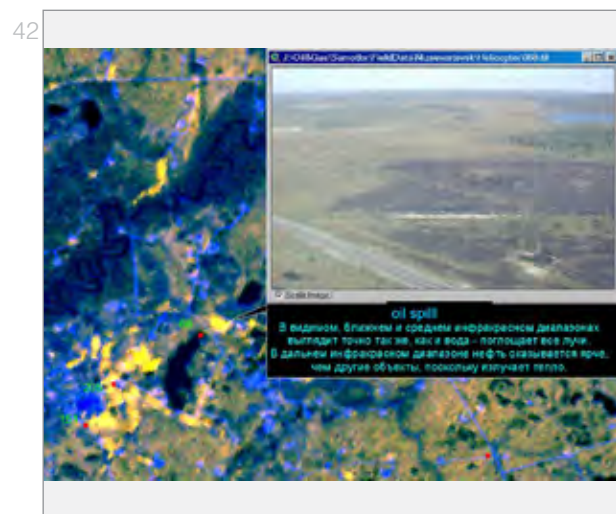 42
oil spill
В видимом, ближнем и среднем инфракрасном диапазонах
выглядит точно так же, как и вода - поглощает все лучи.
В дальнем инфракрасном диапазоне нефть оказывается ярче,
чем другие объекты, поскольку излучает тепло.